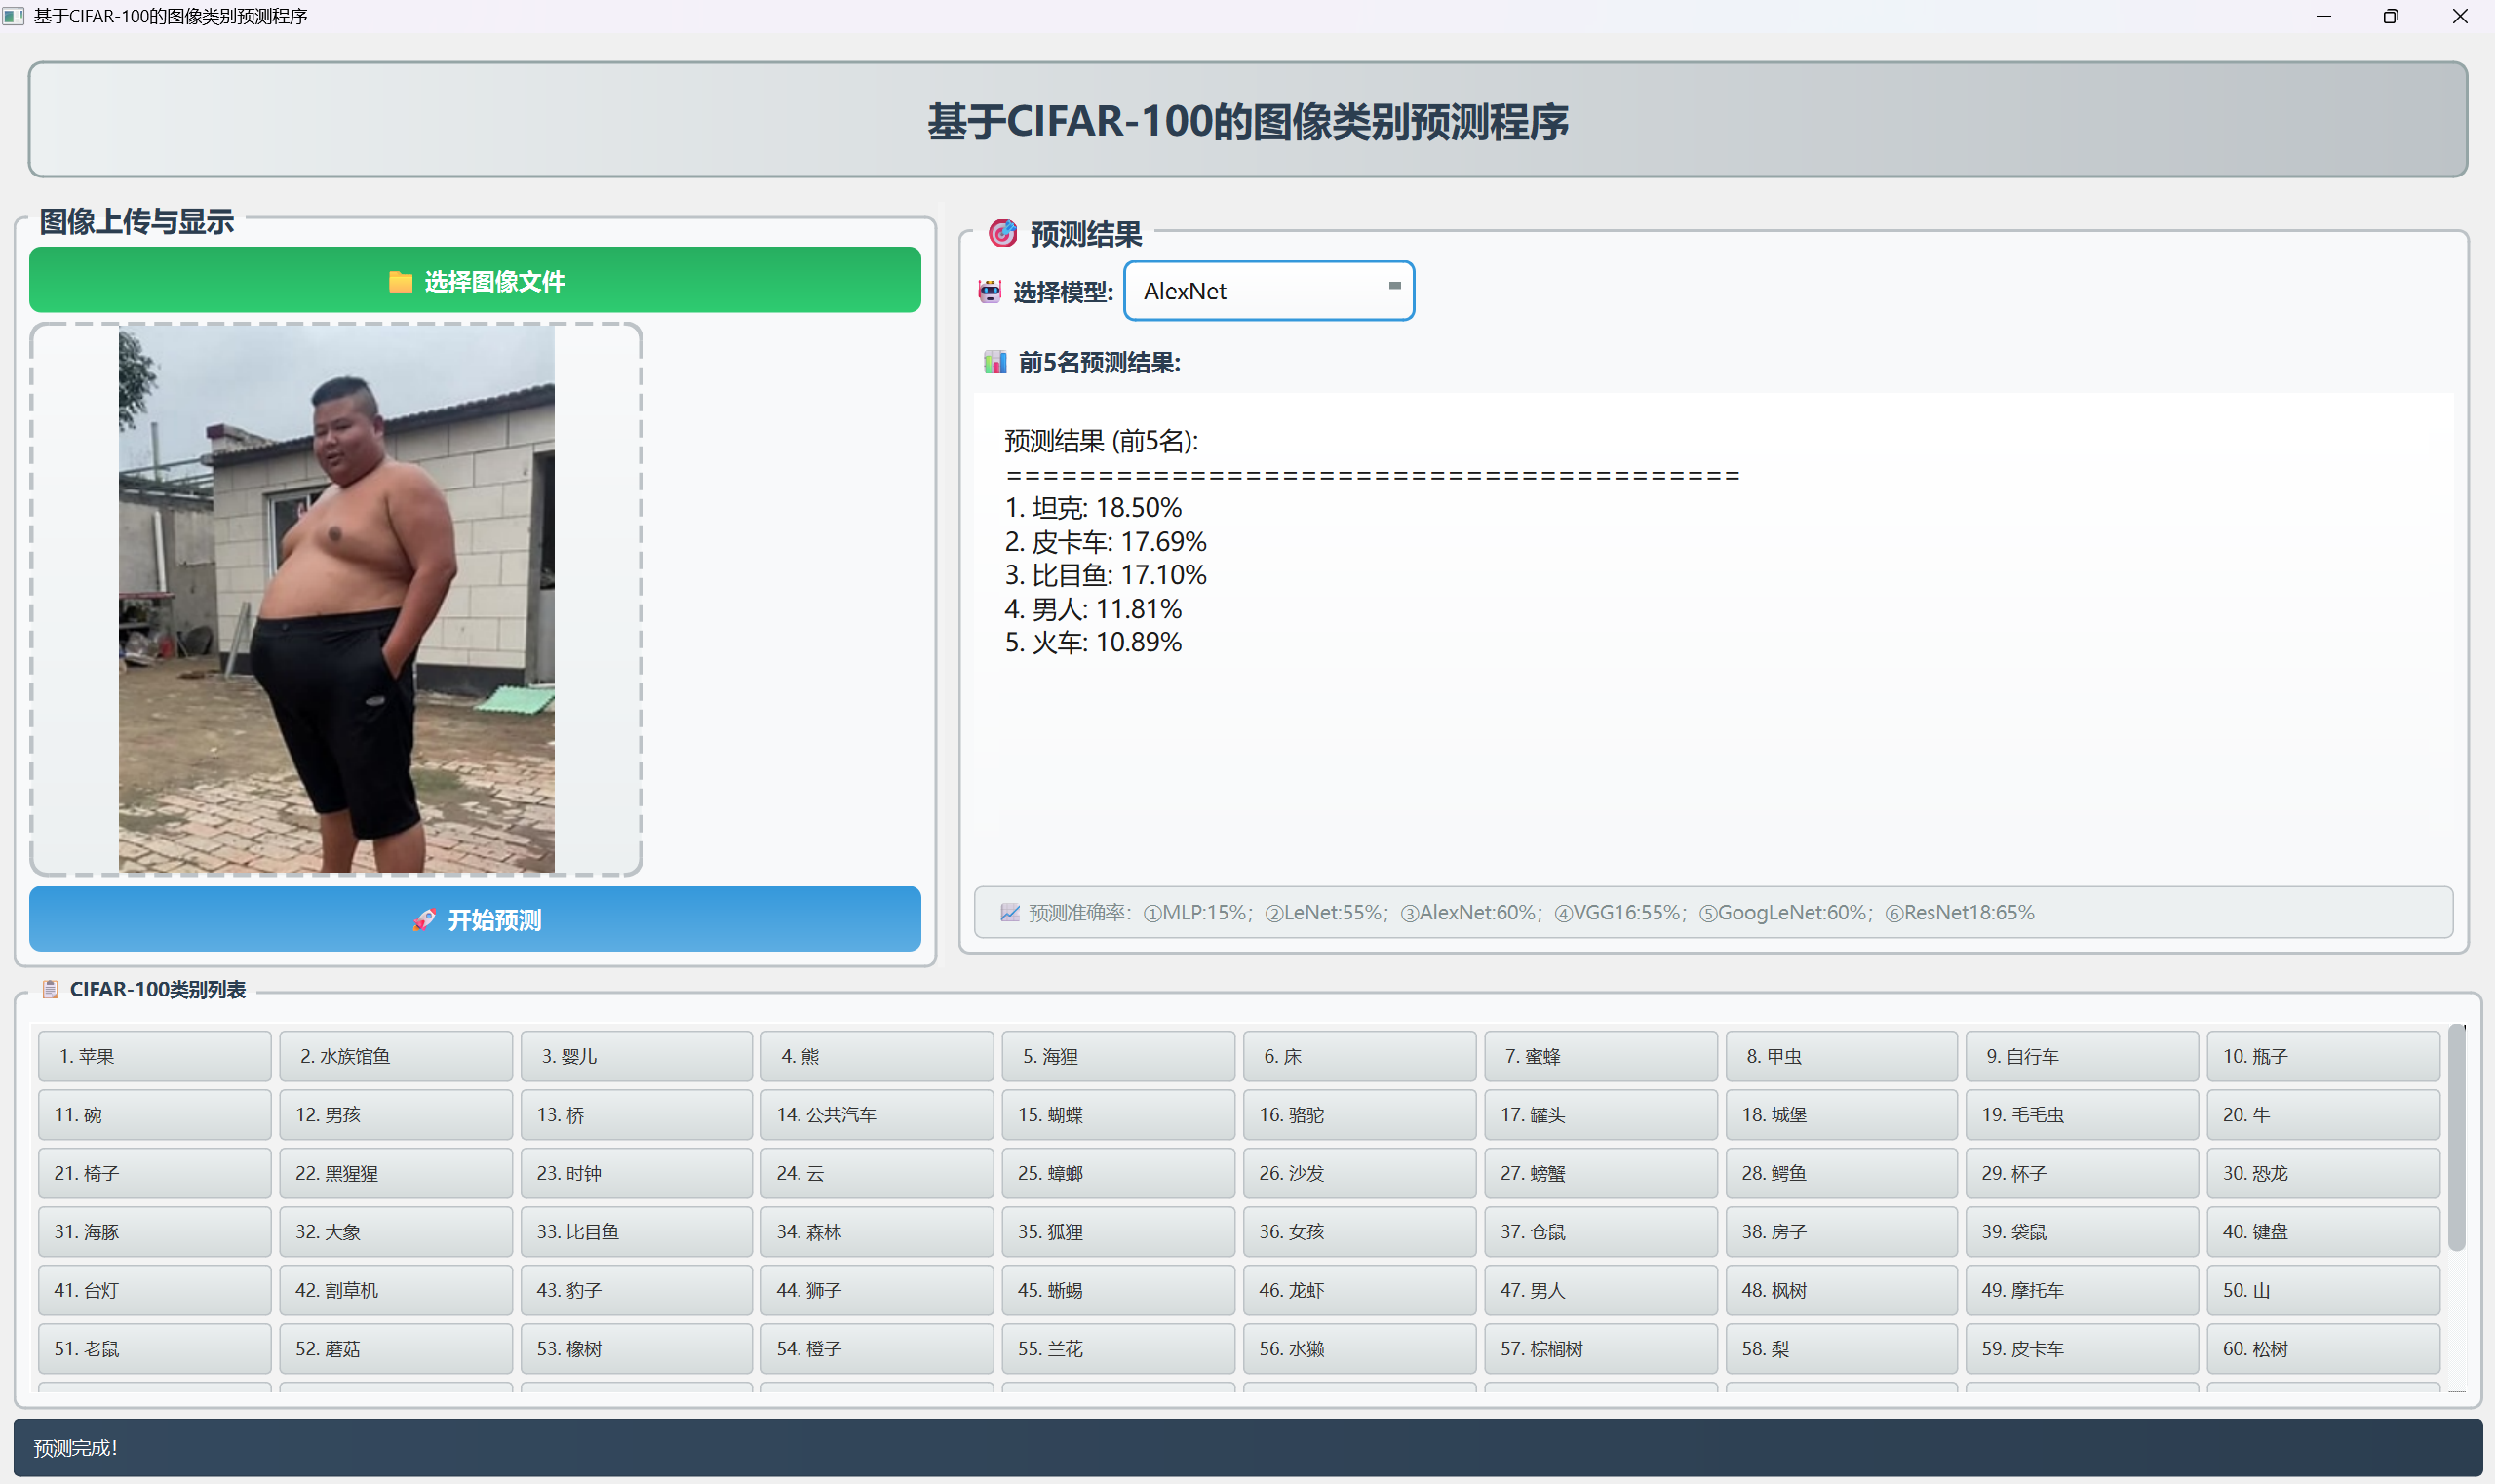 基于CIFAR-100的图像类别预测程序
基于CIFAR-100的图像类别预测程序
图像上传与显示
选择图像文件
开始预测
预测结果
选择模型: AlexNet
前5名预测结果:
预测结果 (前5名):
========================================
1. 坦克: 18.50%
2. 皮卡车: 17.69%
3. 比目鱼: 17.10%
4. 男人: 11.81%
5. 火车: 10.89%
预测准确率：①MLP:15%；②LeNet:55%；③AlexNet:60%；④VGG16:55%；⑤GoogLeNet:60%；⑥ResNet18:65%
CIFAR-100类别列表
1. 苹果 2. 水族馆鱼 3. 婴儿 4. 熊 5. 海狸 6. 床 7. 蜜蜂 8. 甲虫 9. 自行车 10. 瓶子
11. 碗 12. 男孩 13. 桥 14. 公共汽车 15. 蝴蝶 16. 骆驼 17. 罐头 18. 城堡 19. 毛毛虫 20. 牛
21. 椅子 22. 黑猩猩 23. 时钟 24. 云 25. 蟑螂 26. 沙发 27. 螃蟹 28. 鳄鱼 29. 杯子 30. 恐龙
31. 海豚 32. 大象 33. 比目鱼 34. 森林 35. 狐狸 36. 女孩 37. 仓鼠 38. 房子 39. 袋鼠 40. 键盘
41. 台灯 42. 割草机 43. 豹子 44. 狮子 45. 蜥蜴 46. 龙虾 47. 男人 48. 枫树 49. 摩托车 50. 山
51. 老鼠 52. 蘑菇 53. 橡树 54. 橙子 55. 兰花 56. 水獭 57. 棕榈树 58. 梨 59. 皮卡车 60. 松树
预测完成!